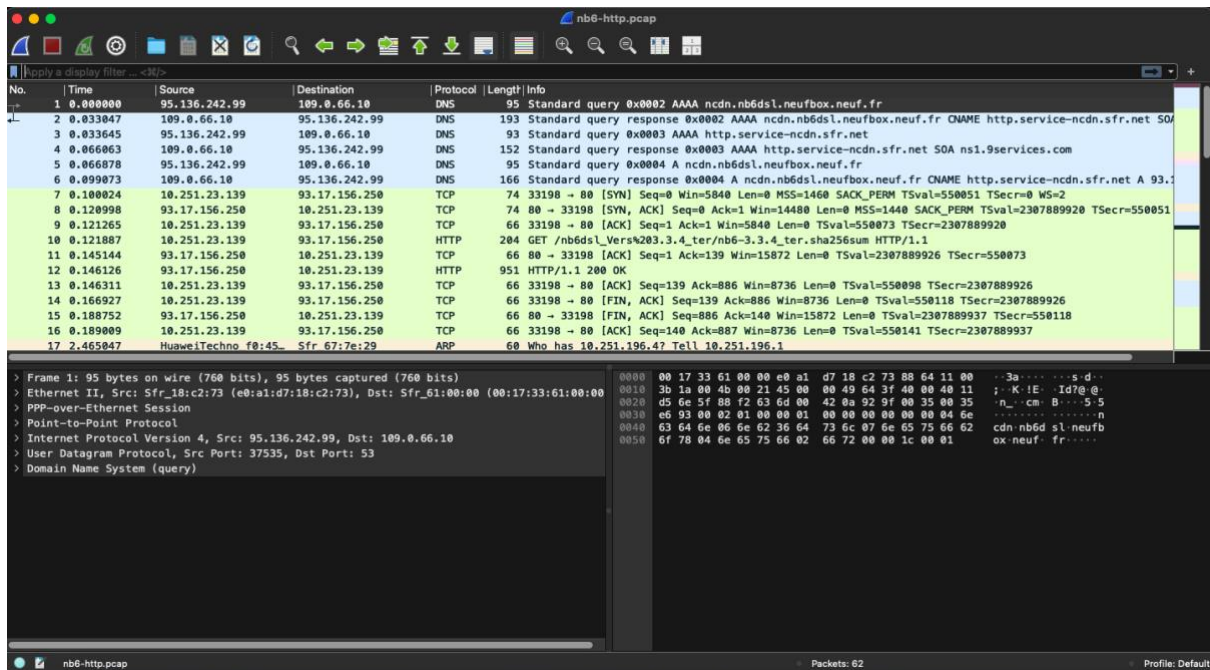 nb6-http.pcap
Apply a display filter ... <⌘/>
No. Time Source Destination Protocol Length Info
1 0.000000 95.136.242.99 109.0.66.10 DNS 95 Standard query 0x0002 AAAA ncdn.nb6dsl.neufbox.neuf.fr
2 0.033047 109.0.66.10 95.136.242.99 DNS 193 Standard query response 0x0002 AAAA ncdn.nb6dsl.neufbox.neuf.fr CNAME http.service-ncdn.sfr.net SOA
3 0.033645 95.136.242.99 109.0.66.10 DNS 93 Standard query 0x0003 AAAA http.service-ncdn.sfr.net
4 0.066063 109.0.66.10 95.136.242.99 DNS 152 Standard query response 0x0003 AAAA http.service-ncdn.sfr.net SOA ns1.9services.com
5 0.066878 95.136.242.99 109.0.66.10 DNS 95 Standard query 0x0004 A ncdn.nb6dsl.neufbox.neuf.fr
6 0.099073 109.0.66.10 95.136.242.99 DNS 166 Standard query response 0x0004 A ncdn.nb6dsl.neufbox.neuf.fr CNAME http.service-ncdn.sfr.net A 93.1
7 0.100024 10.251.23.139 93.17.156.250 TCP 74 33198 → 80 [SYN] Seq=0 Win=5840 Len=0 MSS=1460 SACK_PERM TSval=550051 TSecr=0 WS=2
8 0.120998 93.17.156.250 10.251.23.139 TCP 74 80 → 33198 [SYN, ACK] Seq=0 Ack=1 Win=14480 Len=0 MSS=1440 SACK_PERM TSval=2307889920 TSecr=550051
9 0.121265 10.251.23.139 93.17.156.250 TCP 66 33198 → 80 [ACK] Seq=1 Ack=1 Win=5840 Len=0 TSval=550073 TSecr=2307889920
10 0.121887 10.251.23.139 93.17.156.250 HTTP 204 GET /nb6dsl_Vers%203.3.4_ter/nb6-3.3.4_ter.sha256sum HTTP/1.1
11 0.145144 93.17.156.250 10.251.23.139 TCP 66 80 → 33198 [ACK] Seq=1 Ack=139 Win=15872 Len=0 TSval=2307889926 TSecr=550073
12 0.146126 93.17.156.250 10.251.23.139 HTTP 951 HTTP/1.1 200 OK
13 0.146311 10.251.23.139 93.17.156.250 TCP 66 33198 → 80 [ACK] Seq=139 Ack=886 Win=8736 Len=0 TSval=550098 TSecr=2307889926
14 0.166927 10.251.23.139 93.17.156.250 TCP 66 33198 → 80 [FIN, ACK] Seq=139 Ack=886 Win=8736 Len=0 TSval=550118 TSecr=2307889926
15 0.188752 93.17.156.250 10.251.23.139 TCP 66 80 → 33198 [FIN, ACK] Seq=886 Ack=140 Win=15872 Len=0 TSval=2307889937 TSecr=550118
16 0.189009 10.251.23.139 93.17.156.250 TCP 66 33198 → 80 [ACK] Seq=140 Ack=887 Win=8736 Len=0 TSval=550141 TSecr=2307889937
17 2.465047 HuaweiTechno_f0:45… Sfr_67:7e:29 ARP 60 Who has 10.251.196.4? Tell 10.251.196.1
> Frame 1: 95 bytes on wire (760 bits), 95 bytes captured (760 bits)
> Ethernet II, Src: Sfr_18:c2:73 (e0:a1:d7:18:c2:73), Dst: Sfr_61:00:00 (00:17:33:61:00:00
> PPP-over-Ethernet Session
> Point-to-Point Protocol
> Internet Protocol Version 4, Src: 95.136.242.99, Dst: 109.0.66.10
> User Datagram Protocol, Src Port: 37535, Dst Port: 53
> Domain Name System (query)
0000 00 17 33 61 00 00 e0 a1 d7 18 c2 73 88 64 11 00 ··3a···· ···s·d··
0010 3b 1a 00 4b 00 21 45 00 00 49 64 3f 40 00 40 11 ;··K·!E· ·Id?@·@·
0020 d5 6e 5f 88 f2 63 6d 00 42 0a 92 9f 00 35 00 35 ·n_··cm· B····5·5
0030 e6 93 00 02 01 00 00 01 00 00 00 00 00 00 04 6e ········ ·······n
0040 63 64 6e 06 6e 62 36 64 73 6c 07 6e 65 75 66 62 cdn·nb6d sl·neufb
0050 6f 78 04 6e 65 75 66 02 66 72 00 00 1c 00 01 ox·neuf· fr·····
nb6-http.pcap Packets: 62 Profile: Default